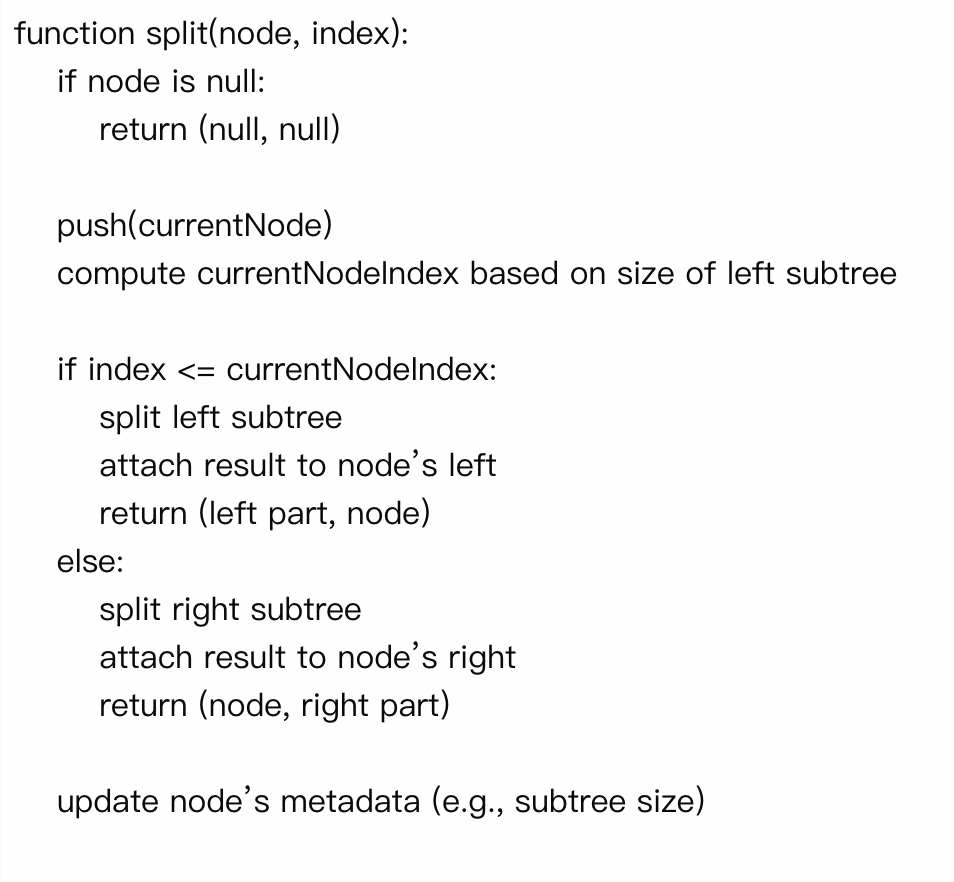 function split(node, index):
if node is null:
return (null, null)
push(currentNode)
compute currentNodeIndex based on size of left subtree
if index <= currentNodeIndex:
split left subtree
attach result to node’s left
return (left part, node)
else:
split right subtree
attach result to node’s right
return (node, right part)
update node’s metadata (e.g., subtree size)